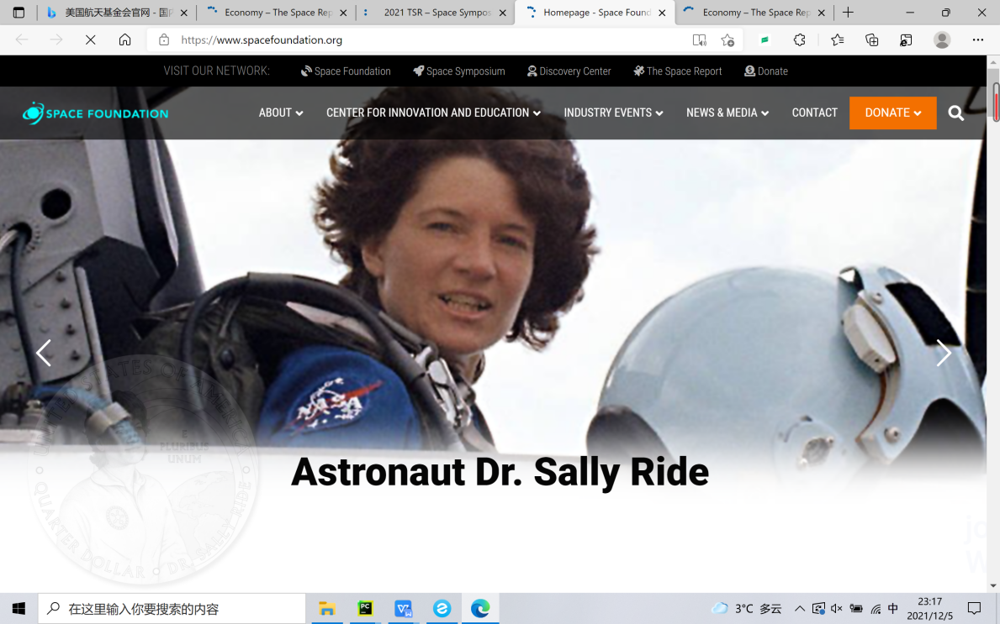 美国航天基金会官网 - 国内
Economy – The Space Rep
2021 TSR – Space Sympos
Homepage - Space Found
Economy – The Space Rep
https://www.spacefoundation.org
VISIT OUR NETWORK:
Space Foundation
Space Symposium
Discovery Center
The Space Report
Donate
SPACE FOUNDATION
ABOUT
CENTER FOR INNOVATION AND EDUCATION
INDUSTRY EVENTS
NEWS & MEDIA
CONTACT
DONATE
NASA
PLURIBUS
UNUM
QUARTER DOLLAR DR. SALLY RIDE
Astronaut Dr. Sally Ride
在这里输入你要搜索的内容
PC
3°C 多云
中
23:17
2021/12/5